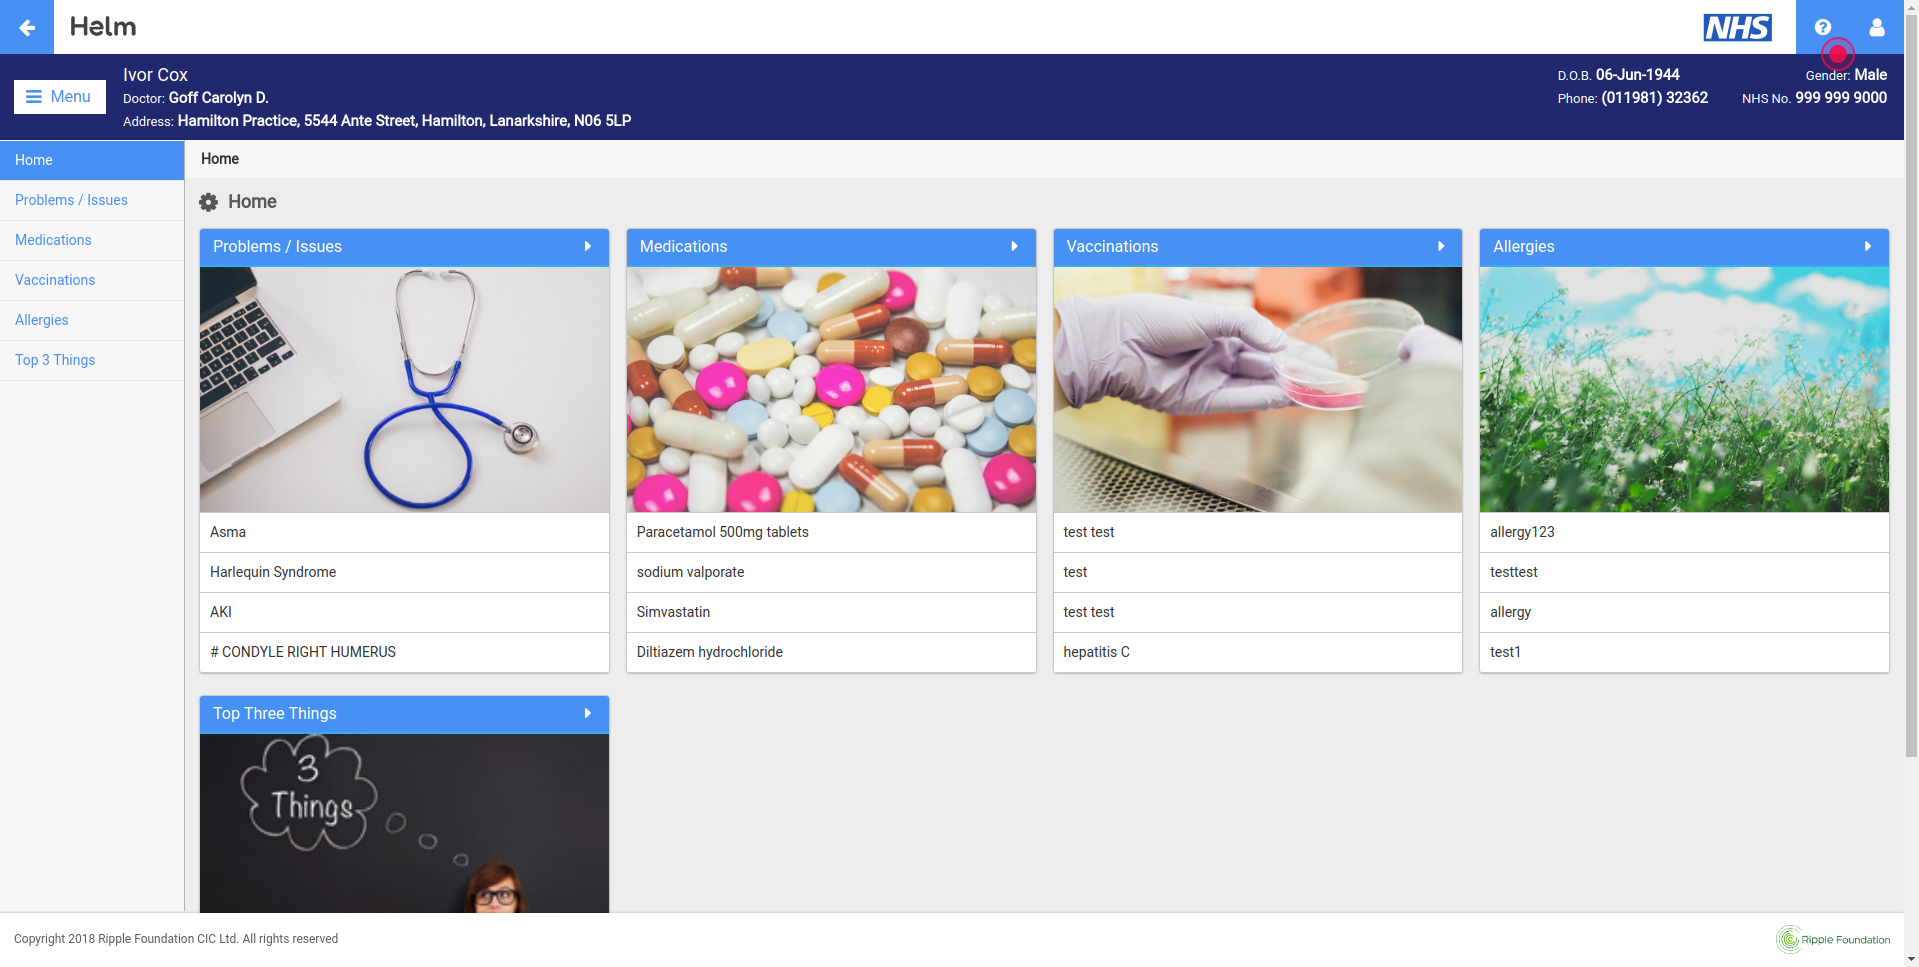 Helm
NHS
Menu
Ivor Cox
Doctor: Goff Carolyn D.
Address: Hamilton Practice, 5544 Ante Street, Hamilton, Lanarkshire, N06 5LP
D.O.B. 06-Jun-1944
Gender: Male
Phone: (011981) 32362
NHS No. 999 999 9000
Home
Problems / Issues
Medications
Vaccinations
Allergies
Top 3 Things
Home
Home
Problems / Issues
Asma
Harlequin Syndrome
AKI
# CONDYLE RIGHT HUMERUS
Medications
Paracetamol 500mg tablets
sodium valporate
Simvastatin
Diltiazem hydrochloride
Vaccinations
test test
test
test test
hepatitis C
Allergies
allergy123
testtest
allergy
test1
Top Three Things
3
Things
Copyright 2018 Ripple Foundation CIC Ltd. All rights reserved
Ripple Foundation